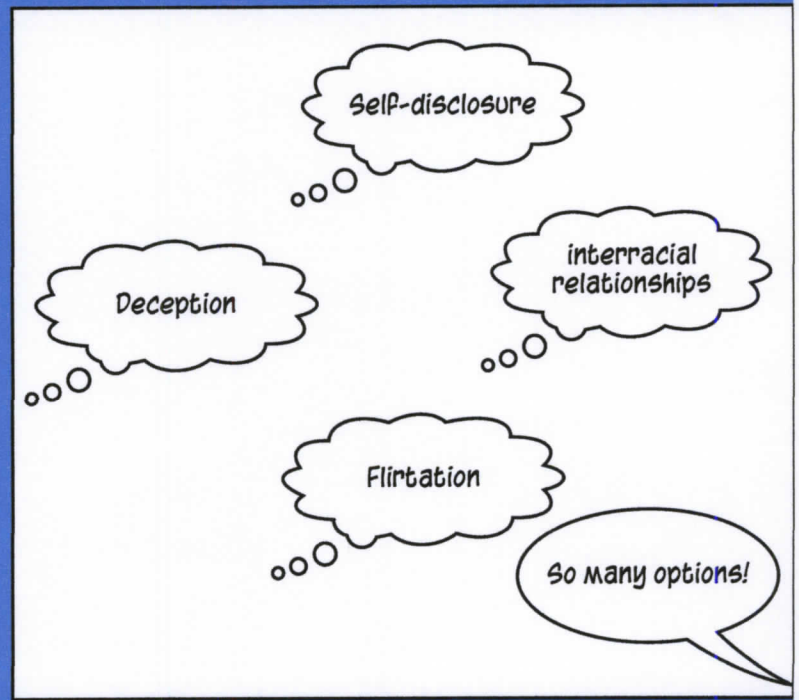 Self-disclosure
interracial
relationships
Deception
Flirtation
So many options!